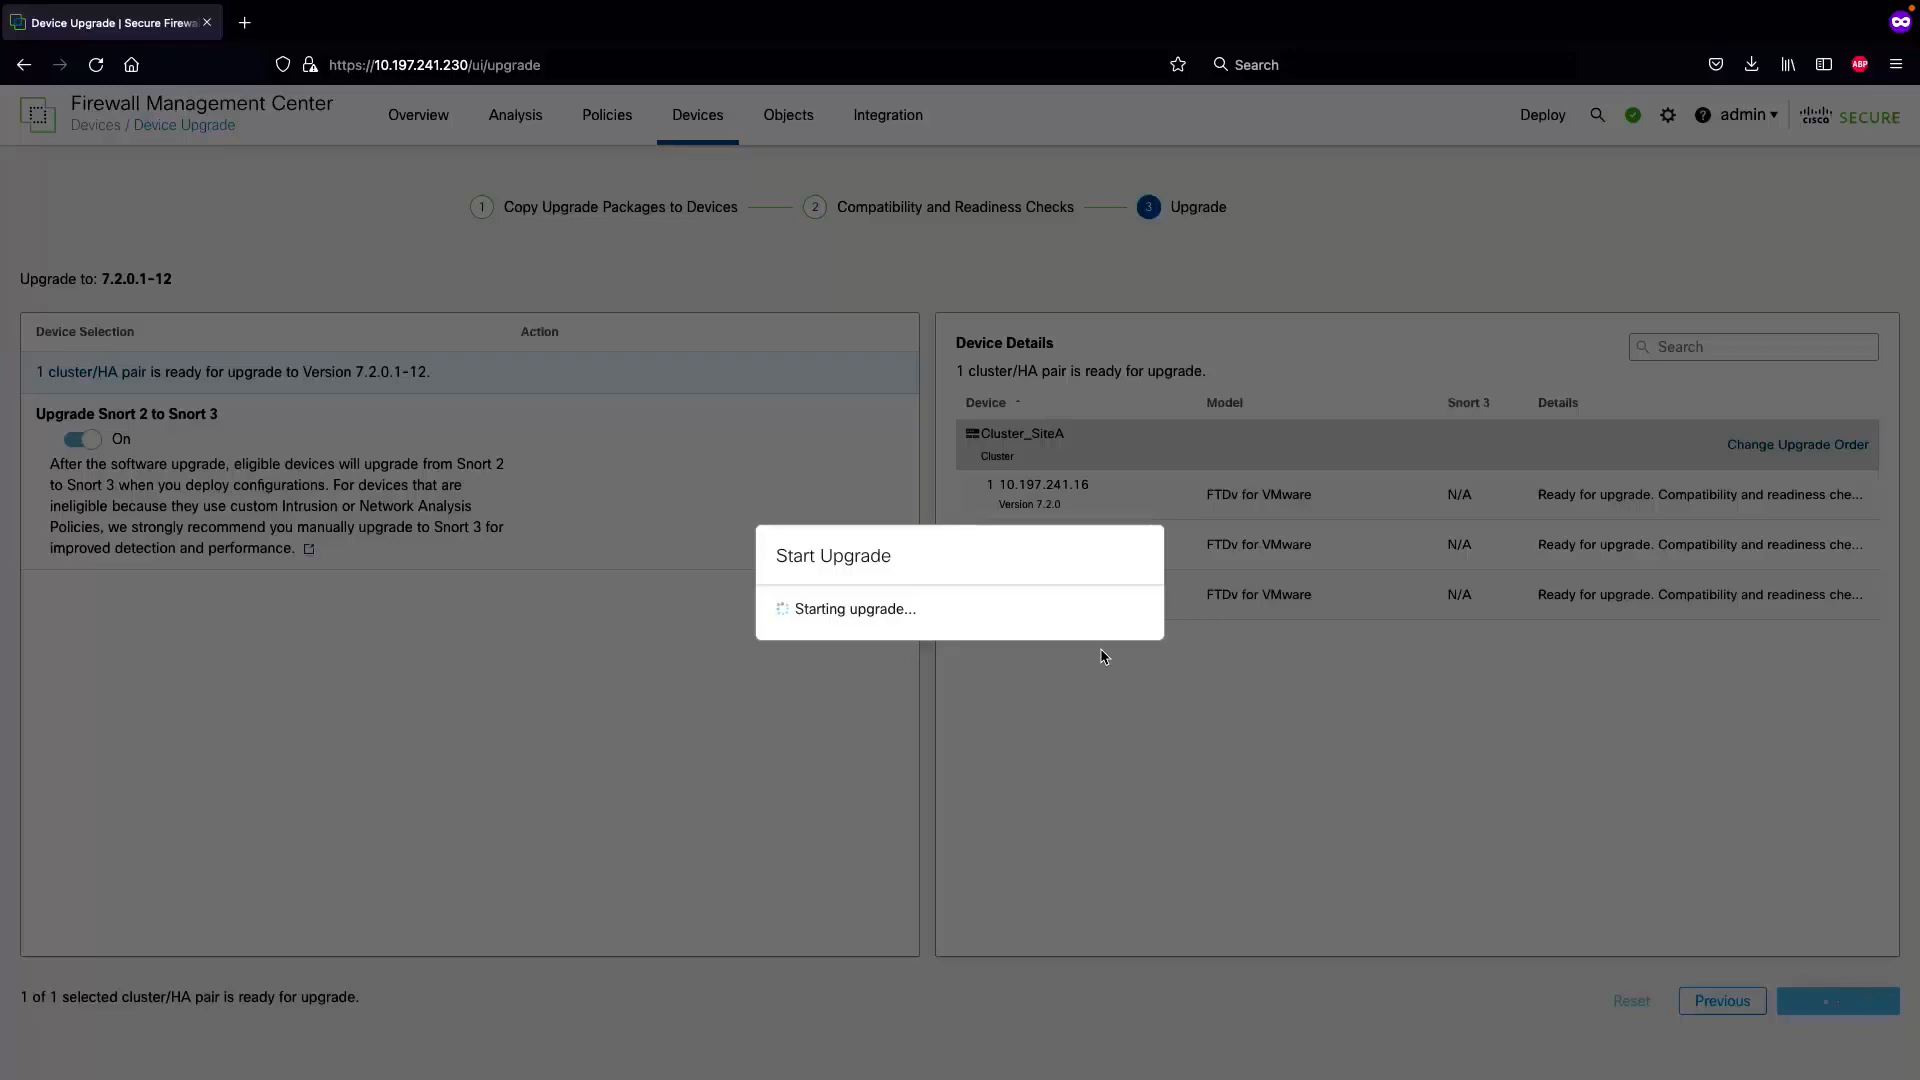 Device Upgrade | Secure Firewa
https://10.197.241.230/ui/upgrade
Search
ABP
Firewall Management Center
Devices / Device Upgrade
Overview
Analysis
Policies
Devices
Objects
Integration
Deploy
admin
CISCO SECURE
1 Copy Upgrade Packages to Devices
2 Compatibility and Readiness Checks
3 Upgrade
Upgrade to: 7.2.0.1-12
Device Selection
Action
1 cluster/HA pair is ready for upgrade to Version 7.2.0.1-12.
Upgrade Snort 2 to Snort 3
On
After the software upgrade, eligible devices will upgrade from Snort 2
to Snort 3 when you deploy configurations. For devices that are
ineligible because they use custom Intrusion or Network Analysis
Policies, we strongly recommend you manually upgrade to Snort 3 for
improved detection and performance.
Device Details
Search
1 cluster/HA pair is ready for upgrade.
Device
Model
Snort 3
Details
Cluster_SiteA
Cluster
Change Upgrade Order
1 10.197.241.16
Version 7.2.0
FTDv for VMware
N/A
Ready for upgrade. Compatibility and readiness che...
FTDv for VMware
N/A
Ready for upgrade. Compatibility and readiness che...
FTDv for VMware
N/A
Ready for upgrade. Compatibility and readiness che...
Start Upgrade
Starting upgrade...
1 of 1 selected cluster/HA pair is ready for upgrade.
Reset
Previous